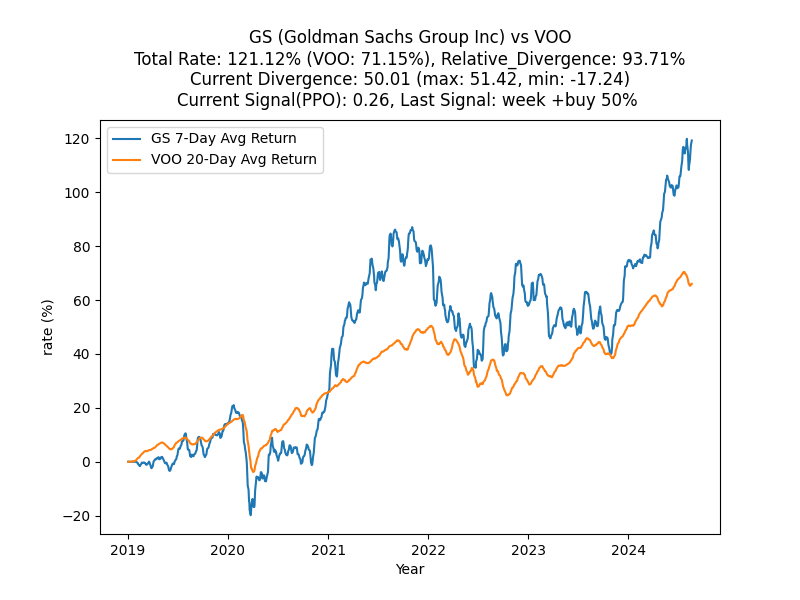 GS (Goldman Sachs Group Inc) vs VOO
Total Rate: 121.12% (VOO: 71.15%), Relative_Divergence: 93.71%
Current Divergence: 50.01 (max: 51.42, min: -17.24)
Current Signal(PPO): 0.26, Last Signal: week +buy 50%
GS 7-Day Avg Return
VOO 20-Day Avg Return
rate (%)
120
100
80
60
40
20
0
−20
2019
2020
2021
2022
2023
2024
Year